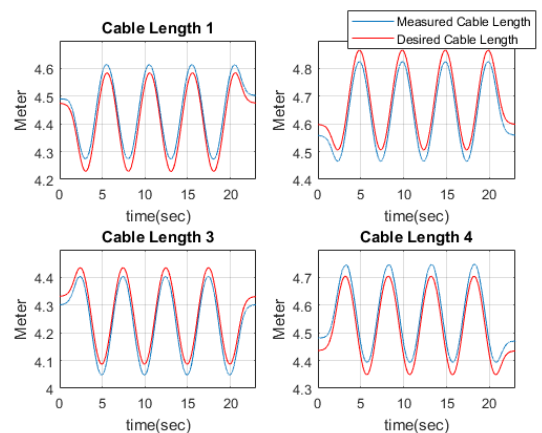 Cable Length 1
Measured Cable Length
Desired Cable Length
4.6
4.5
4.4
4.3
4.2
Meter
0 5 10 15 20
time(sec)
4.8
4.7
4.6
4.5
4.4
Meter
0 5 10 15 20
time(sec)
Cable Length 3
4.4
4.3
4.2
4.1
4
Meter
0 5 10 15 20
time(sec)
Cable Length 4
4.7
4.6
4.5
4.4
4.3
Meter
0 5 10 15 20
time(sec)